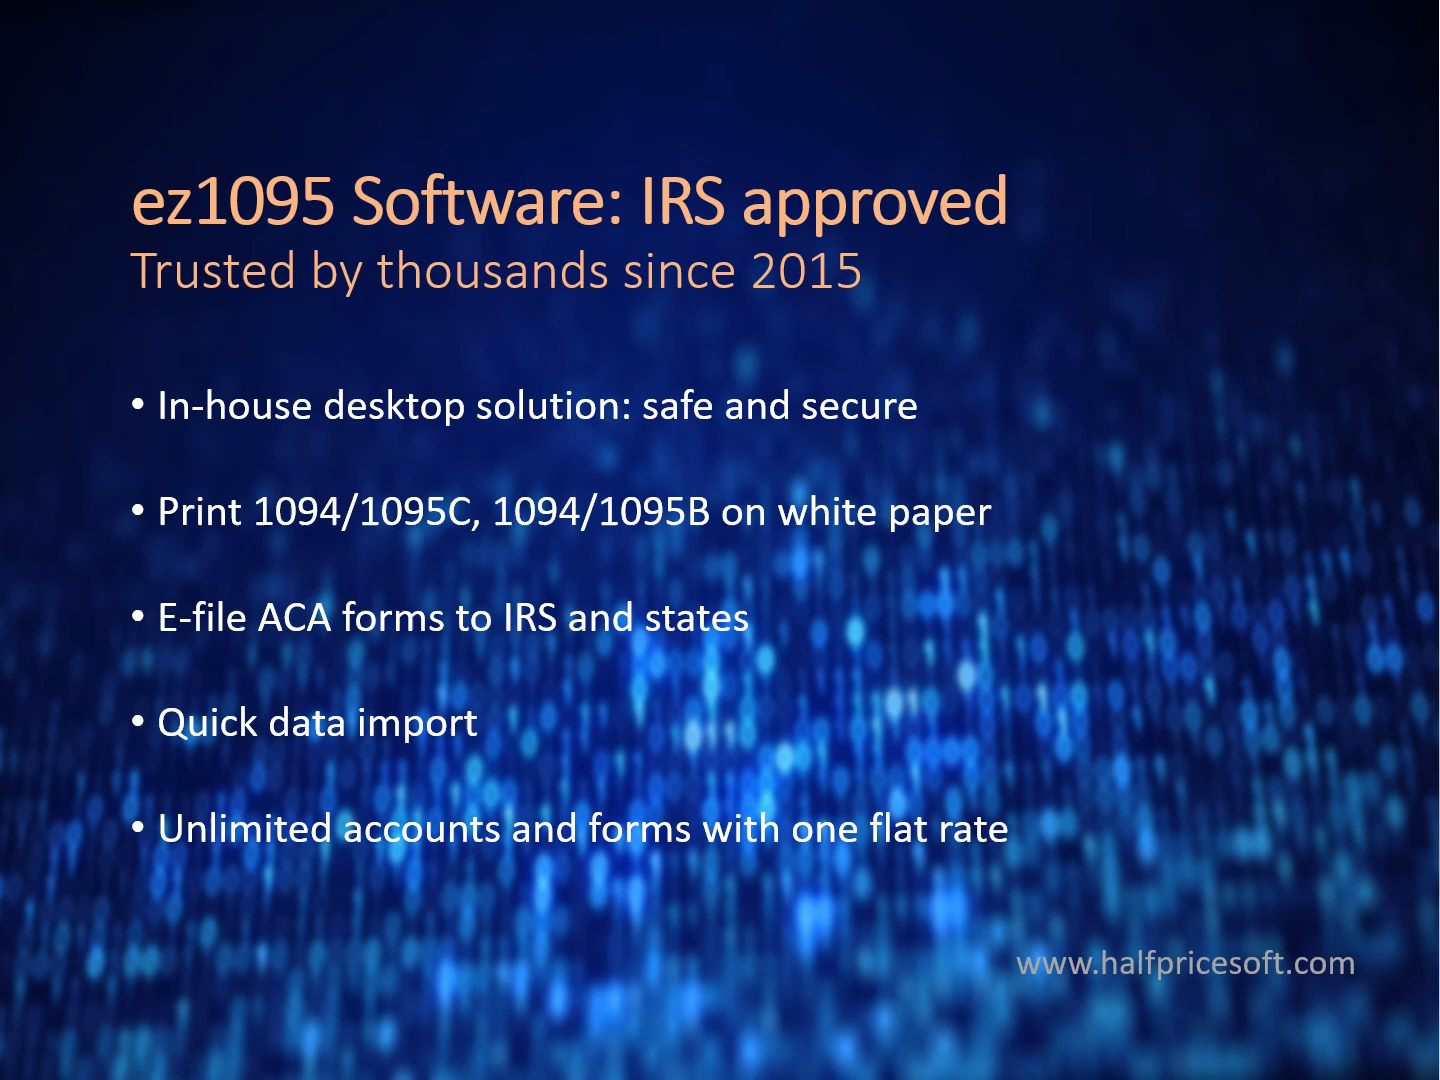 ez1095 Software: IRS approved
Trusted by thousands since 2015
• In-house desktop solution: safe and secure
• Print 1094/1095C, 1094/1095B on white paper
• E-file ACA forms to IRS and states
• Quick data import
• Unlimited accounts and forms with one flat rate
www.halfpricesoft.com